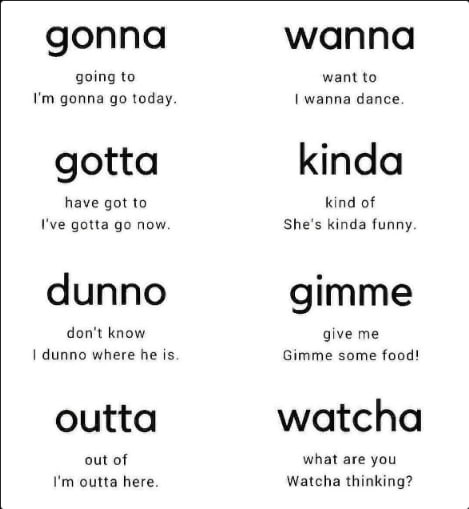 gonna
going to
I'm gonna go today.
wanna
want to
I wanna dance.
gotta
have got to
I've gotta go now.
kinda
kind of
She's kinda funny.
dunno
don't know
I dunno where he is.
gimme
give me
Gimme some food!
outta
out of
I'm outta here.
watcha
what are you
Watcha thinking?